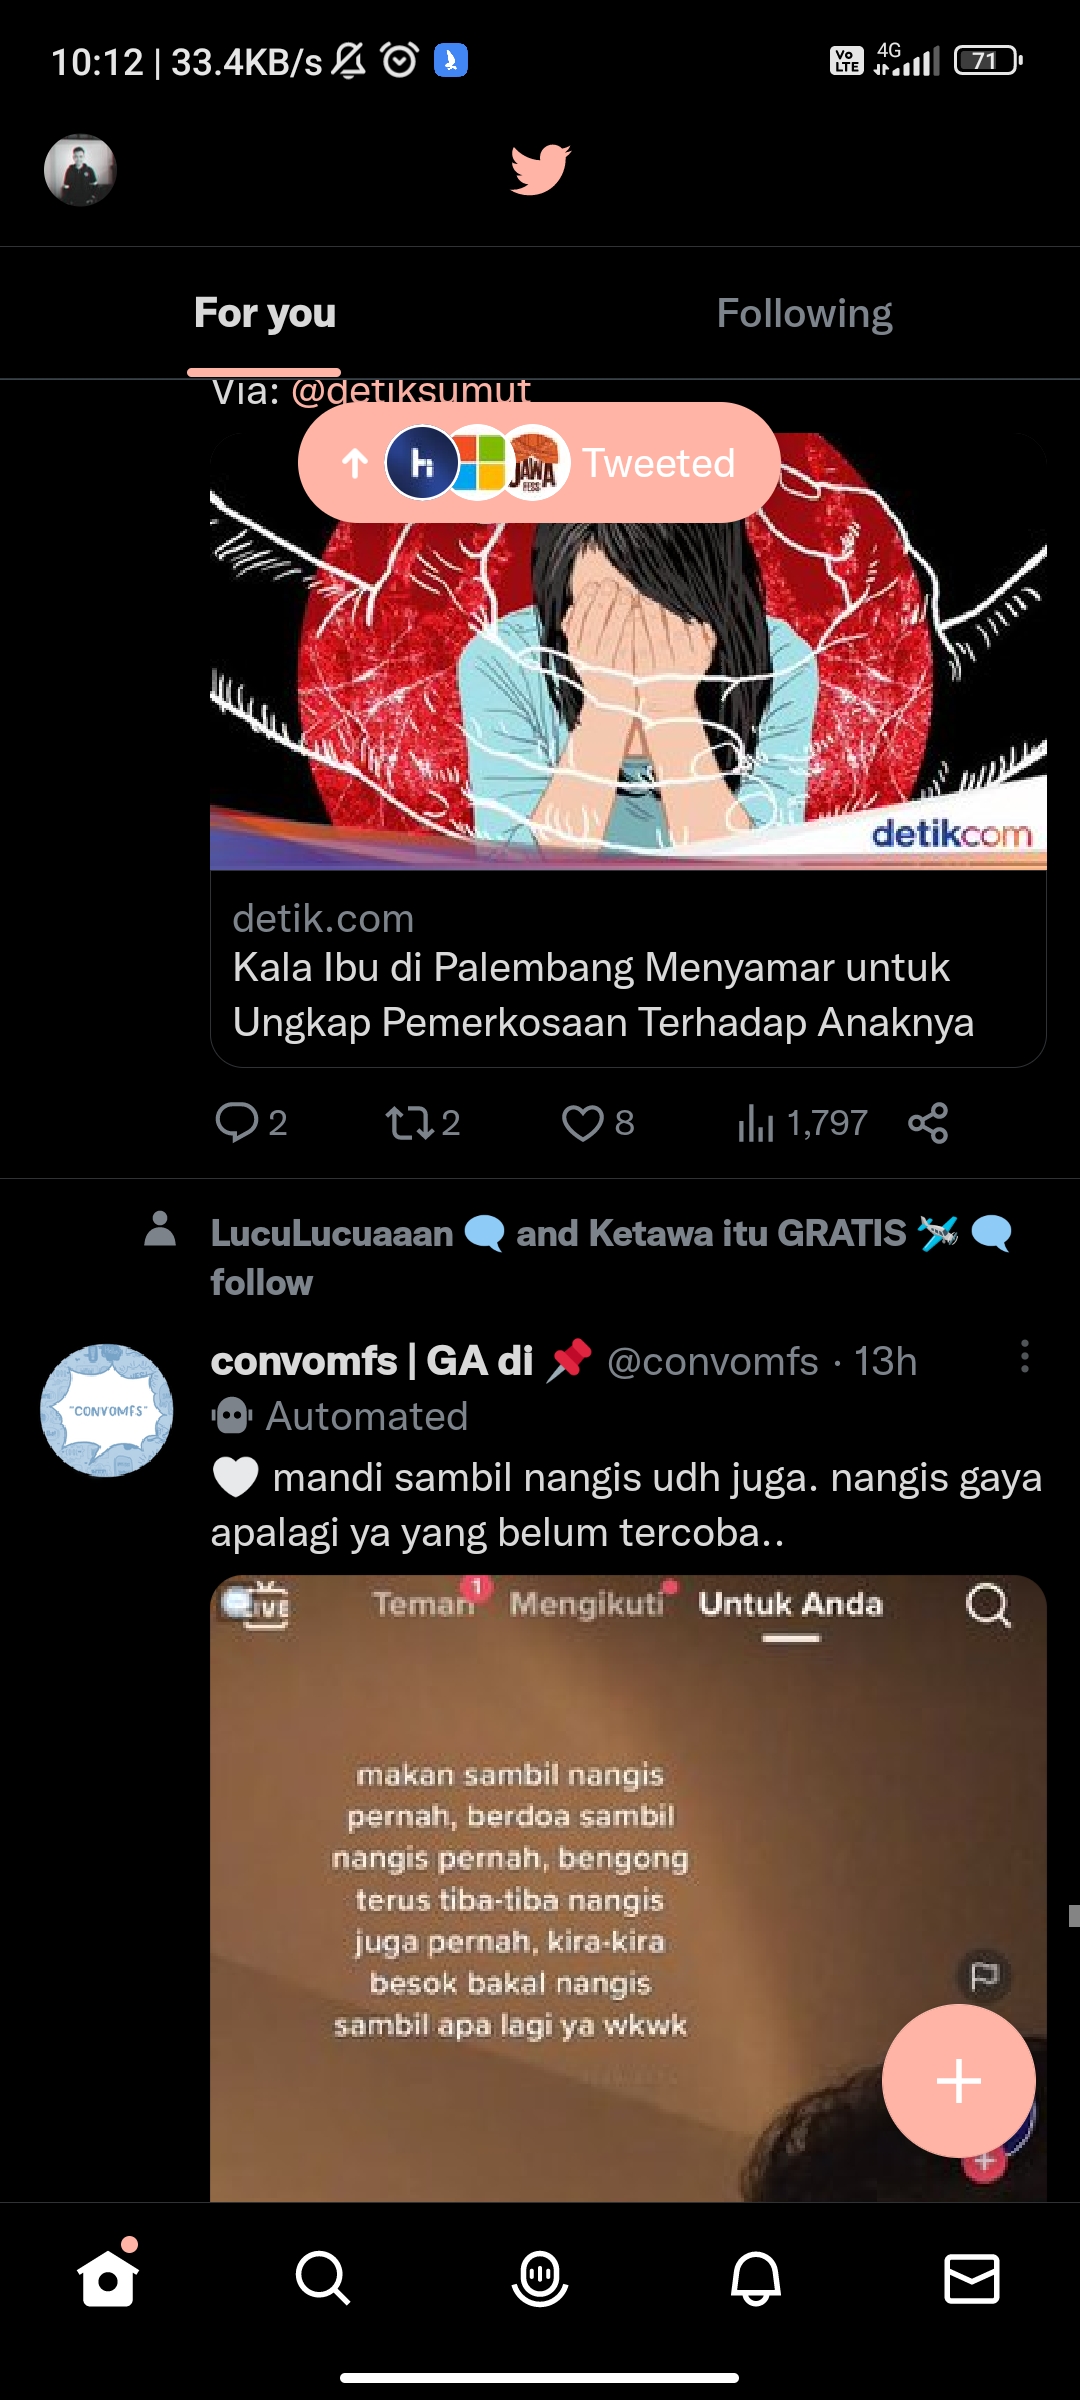 10:12 | 33.4KB/s
Vo LTE 4G 71
For you Following
Via: @detiksumut
Tweeted
JAWA
FESS
detikcom
detik.com
Kala Ibu di Palembang Menyamar untuk
Ungkap Pemerkosaan Terhadap Anaknya
2 2 8 1,797
LucuLucuaaan 🗨️ and Ketawa itu GRATIS 🛩️ 🗨️
follow
convomfs | GA di 📌 @convomfs · 13h
"CONVOMFS"
Automated
🤍 mandi sambil nangis udh juga. nangis gaya
apalagi ya yang belum tercoba..
LIVE Teman 1 Mengikuti Untuk Anda
makan sambil nangis
pernah, berdoa sambil
nangis pernah, bengong
terus tiba-tiba nangis
juga pernah, kira-kira
besok bakal nangis
sambil apa lagi ya wkwk